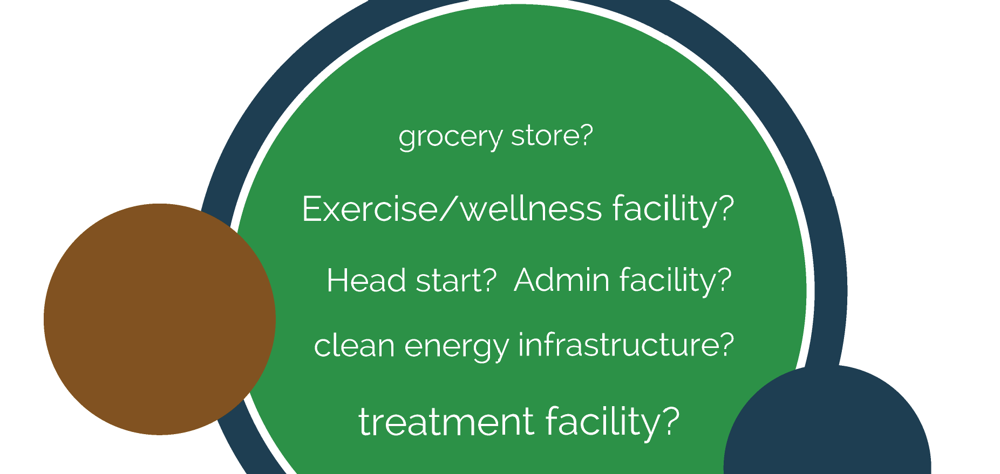 grocery store?
Exercise/wellness facility?
Head start?  Admin facility?
clean energy infrastructure?
treatment facility?